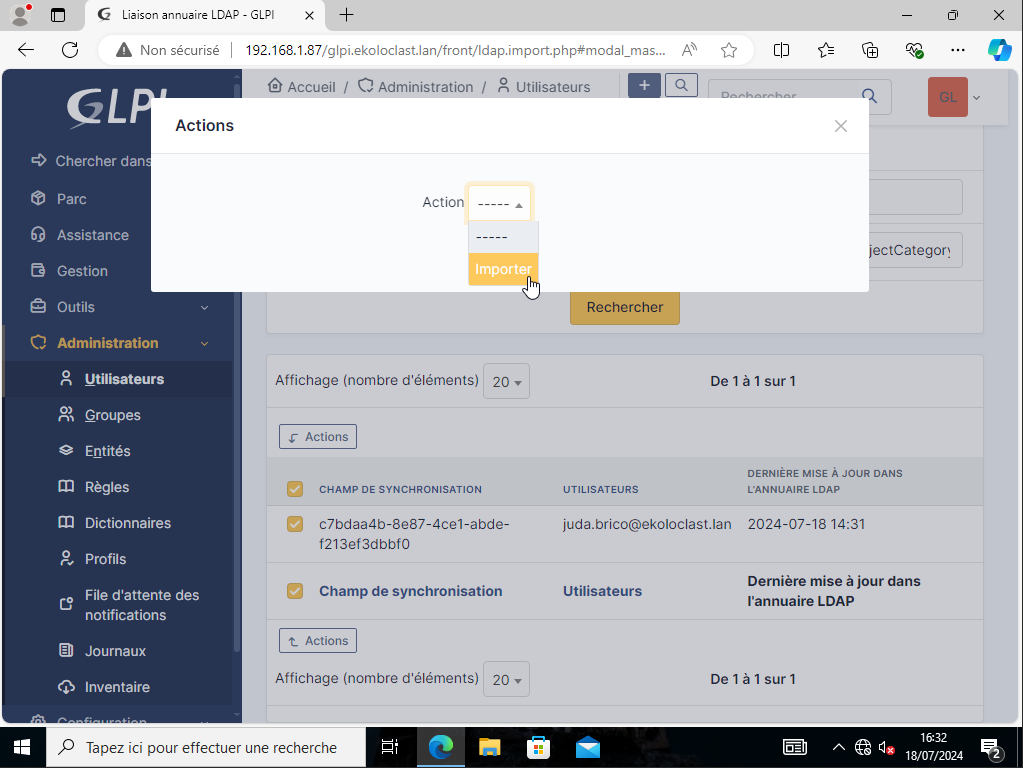 Liaison annuaire LDAP - GLPI
Non sécurisé
192.168.1.87/glpi.ekoloclast.lan/front/ldap.import.php#modal_mas...
GLPI
Accueil / Administration / Utilisateurs
Rechercher
GL
Actions
Chercher dans
Parc
Assistance
Gestion
Outils
Administration
Utilisateurs
Groupes
Entités
Règles
Dictionnaires
Profils
File d'attente des
notifications
Journaux
Inventaire
Configuration
Action
-----
-----
Importer
jectCategory
Rechercher
Affichage (nombre d'éléments) 20
De 1 à 1 sur 1
Actions
CHAMP DE SYNCHRONISATION
UTILISATEURS
DERNIÈRE MISE À JOUR DANS
L'ANNUAIRE LDAP
c7bdaa4b-8e87-4ce1-abde-
f213ef3dbbf0
juda.brico@ekoloclast.lan
2024-07-18 14:31
Champ de synchronisation
Utilisateurs
Dernière mise à jour dans
l'annuaire LDAP
Actions
Affichage (nombre d'éléments) 20
De 1 à 1 sur 1
Tapez ici pour effectuer une recherche
16:32
18/07/2024
2